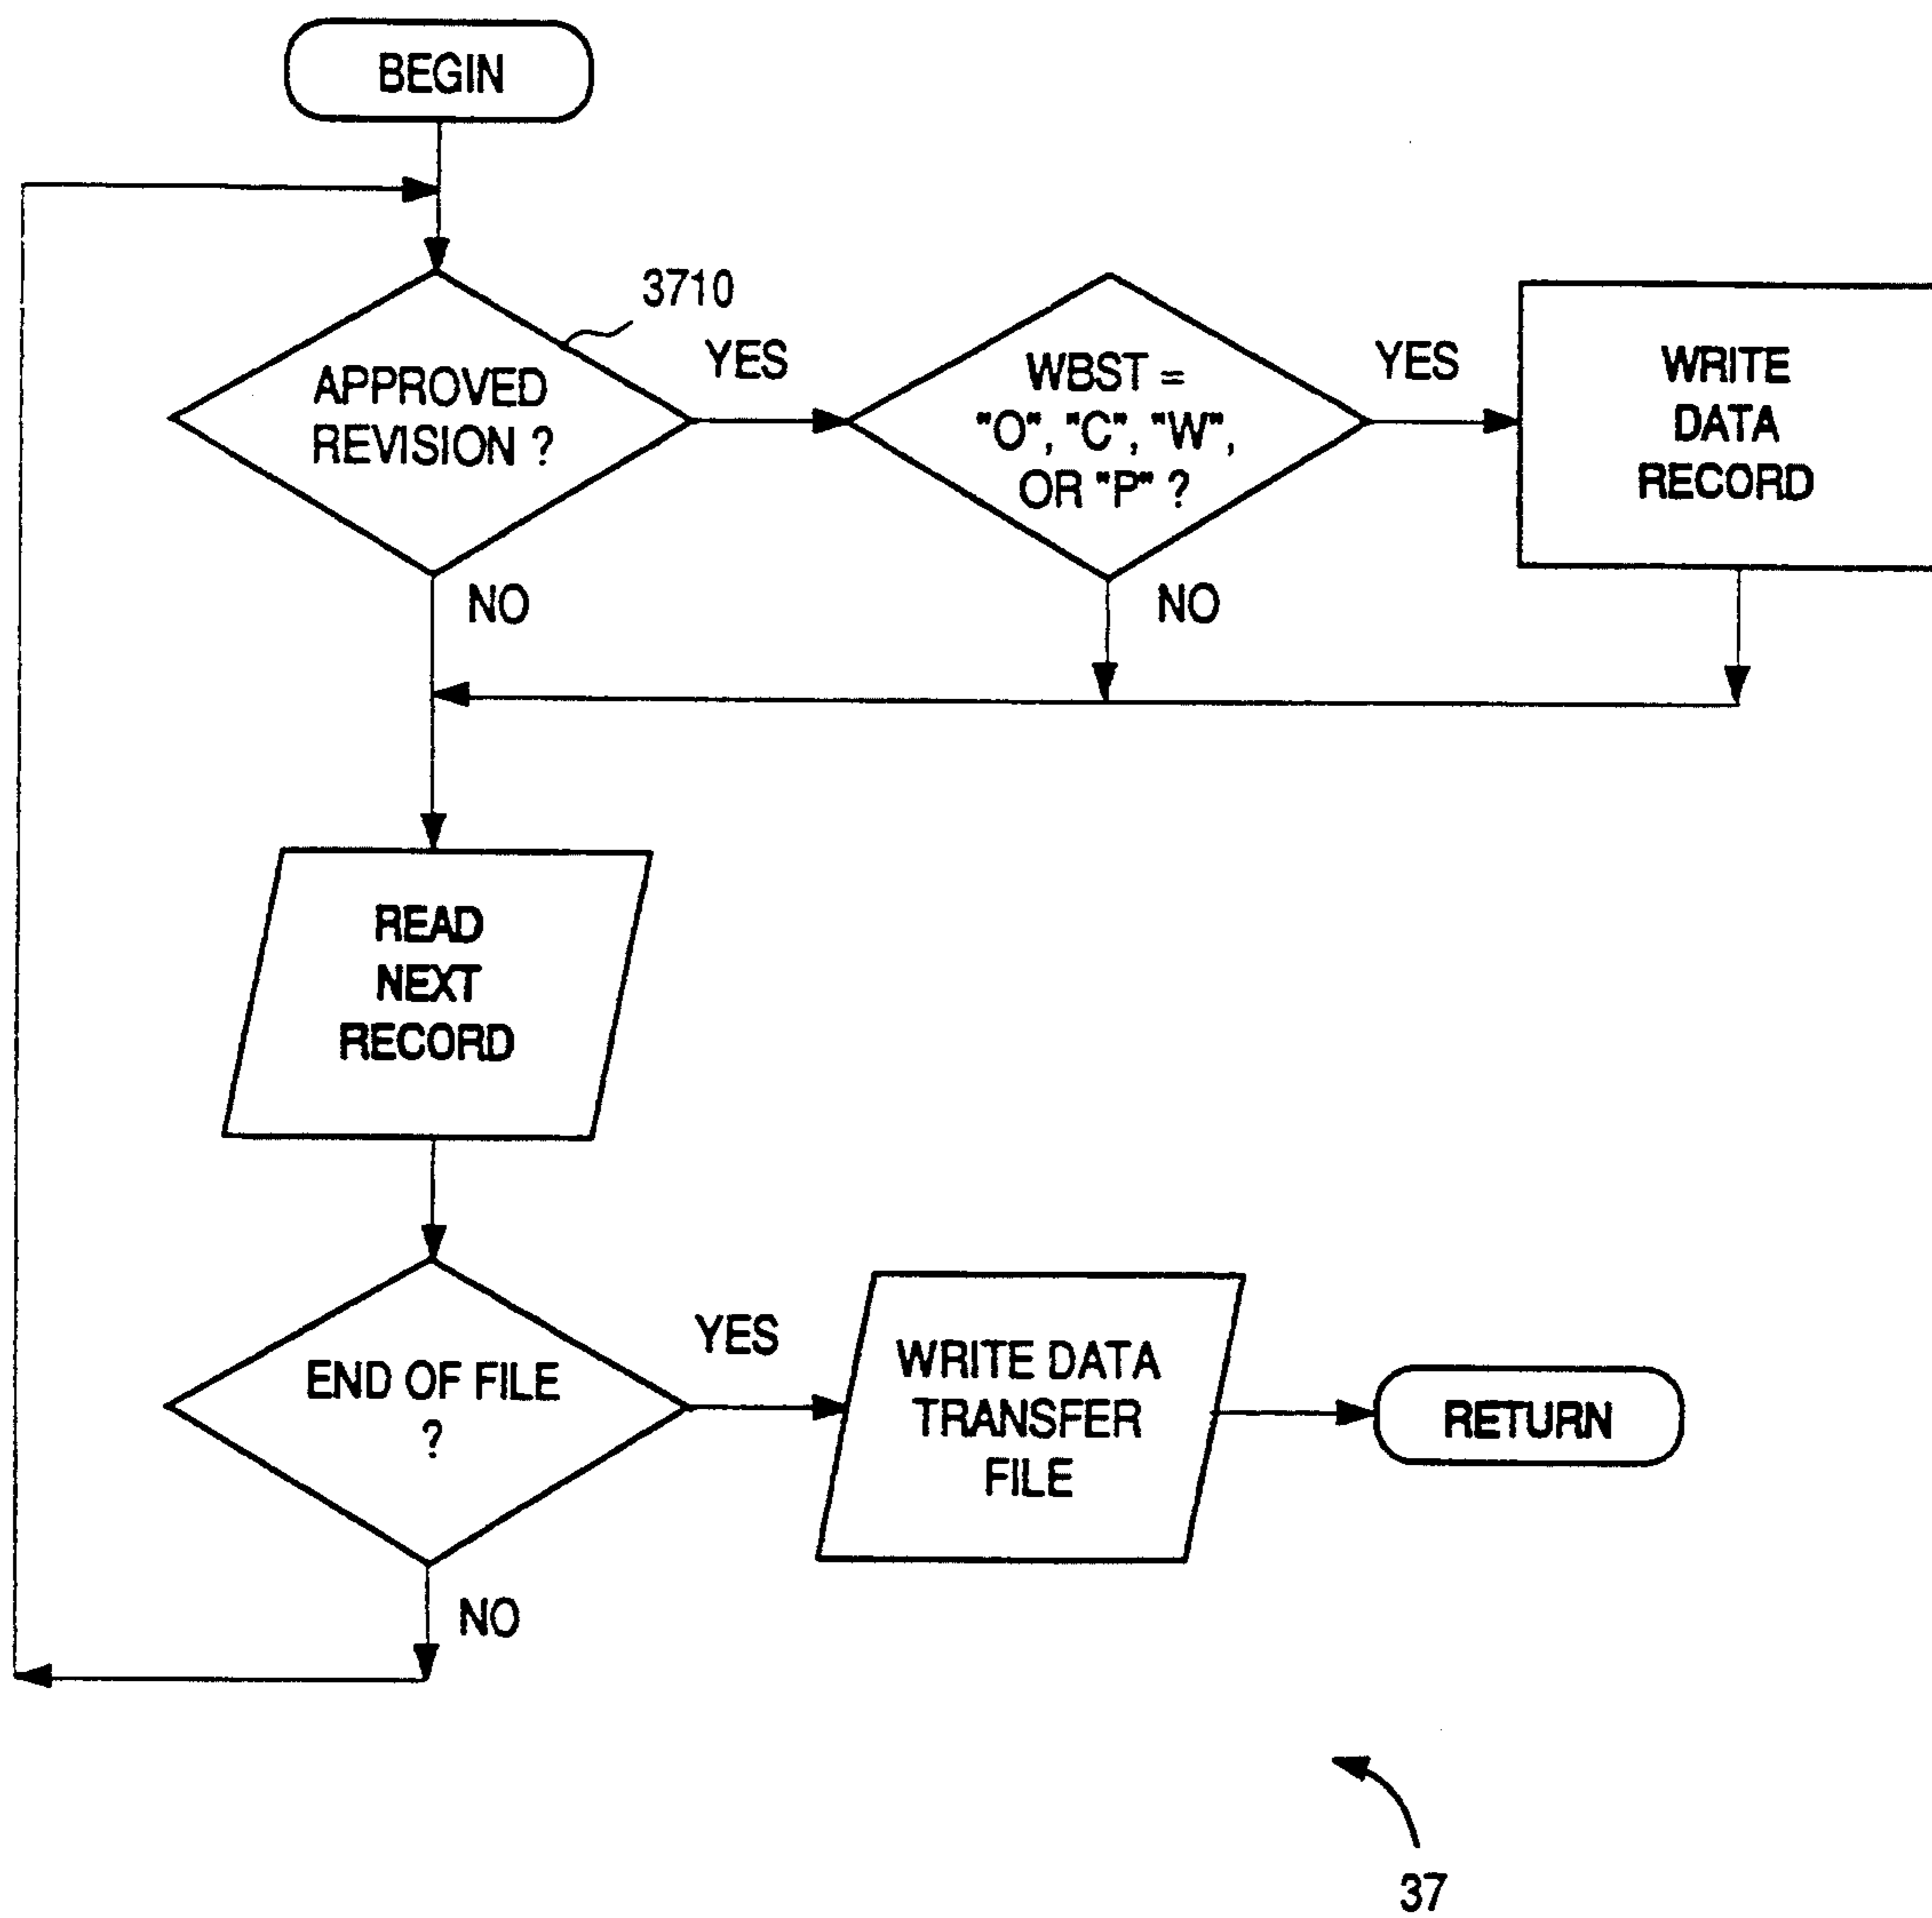 BEGIN
3710
APPROVED
REVISION ?
YES
WBST =
"O", "C", "W",
OR "P" ?
YES
WRITE
DATA
RECORD
NO
NO
READ
NEXT
RECORD
END OF FILE
?
YES
WRITE DATA
TRANSFER
FILE
RETURN
NO
37